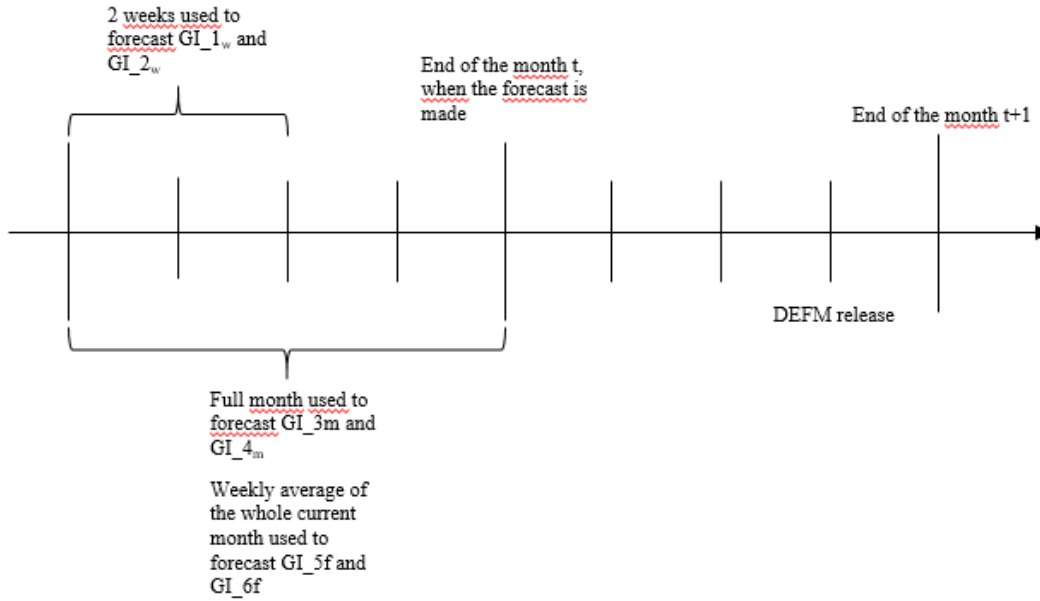 2 weeks used to
forecast GI_1w and
GI_2w
End of the month t,
when the forecast is
made
End of the month t+1
DEFM release
Full month used to
forecast GI_3m and
GI_4m
Weekly average of
the whole current
month used to
forecast GI_5f and
GI_6f